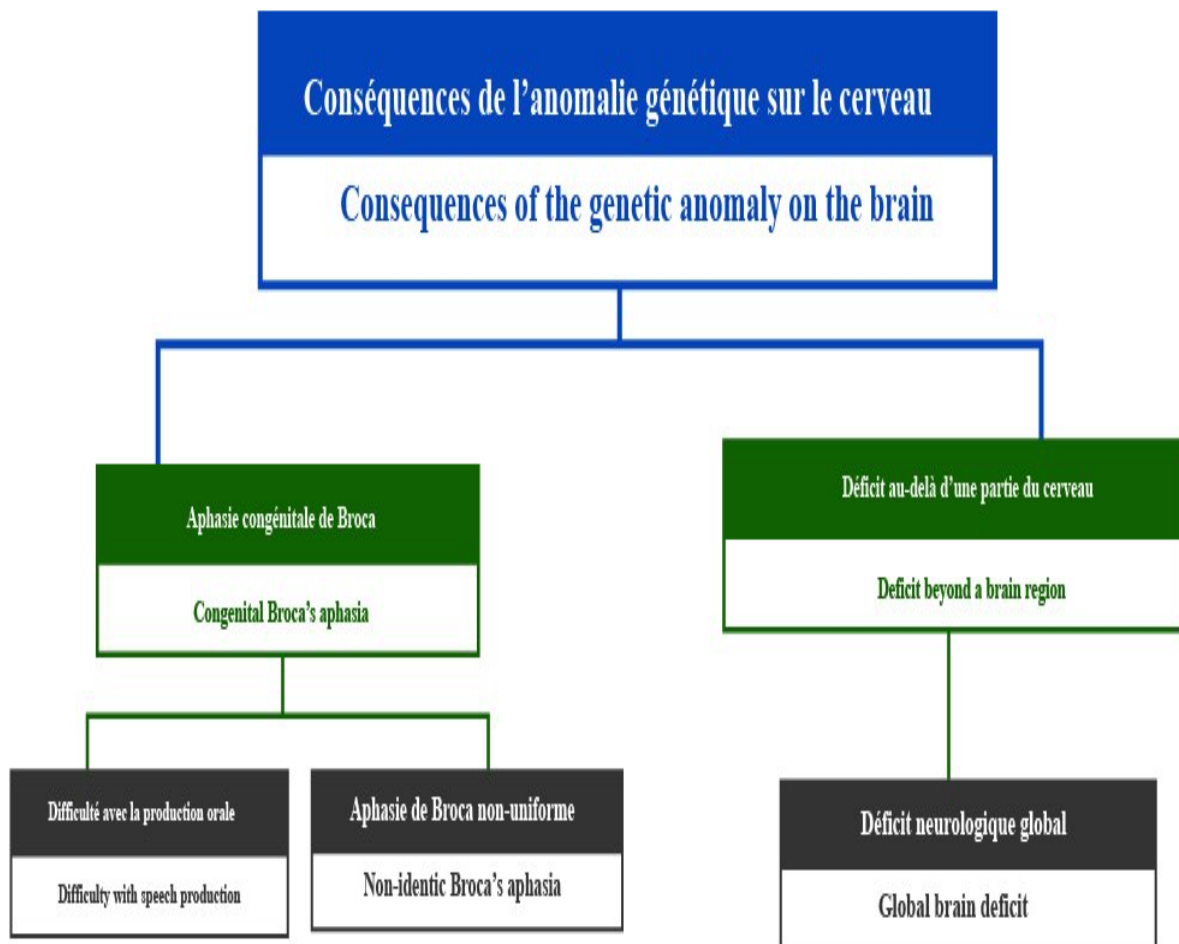 Conséquences de l’anomalie génétique sur le cerveau
Consequences of the genetic anomaly on the brain
Aphasie congénitale de Broca
Congenital Broca’s aphasia
Déficit au-delà d’une partie du cerveau
Deficit beyond a brain region
Difficulté avec la production orale
Difficulty with speech production
Aphasie de Broca non-uniforme
Non-identic Broca’s aphasia
Déficit neurologique global
Global brain deficit